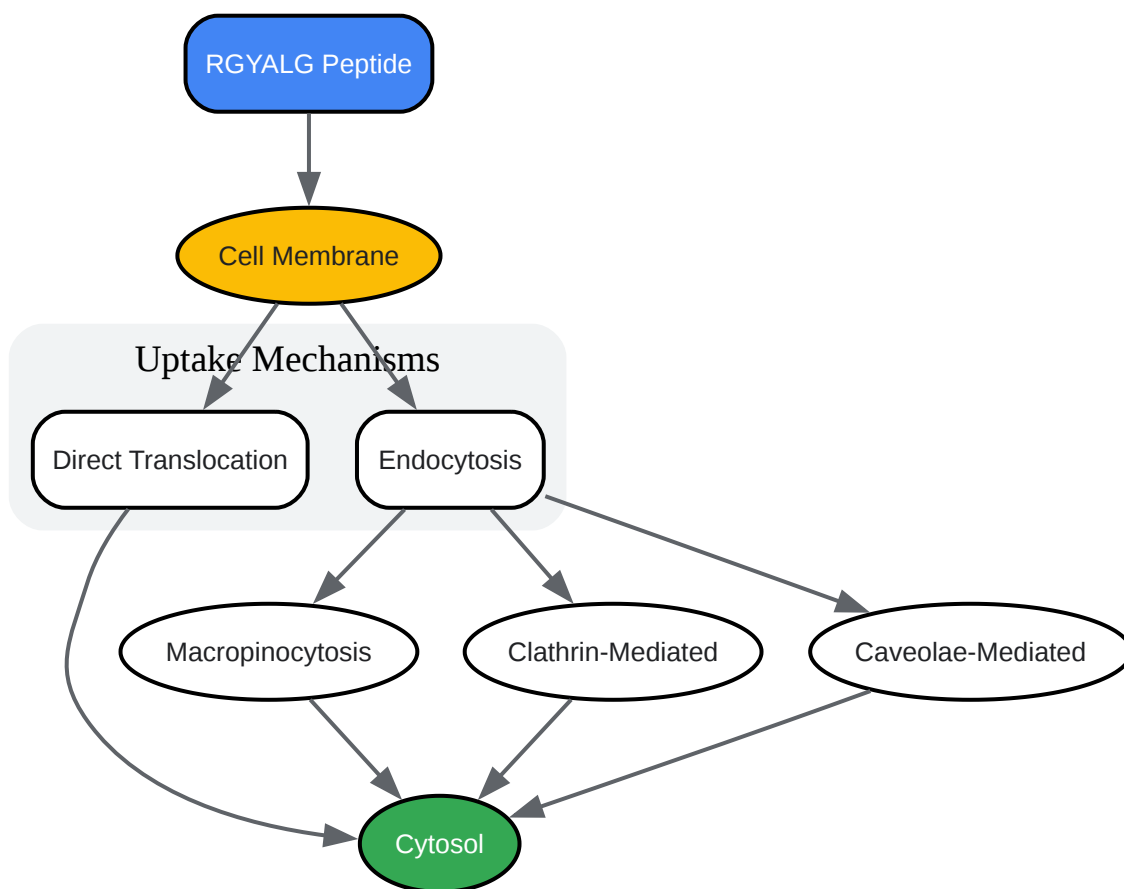 RGYALG Peptide
Cell Membrane
Uptake Mechanisms
Direct Translocation
Endocytosis
Macropinocytosis
Clathrin-Mediated
Caveolae-Mediated
Cytosol